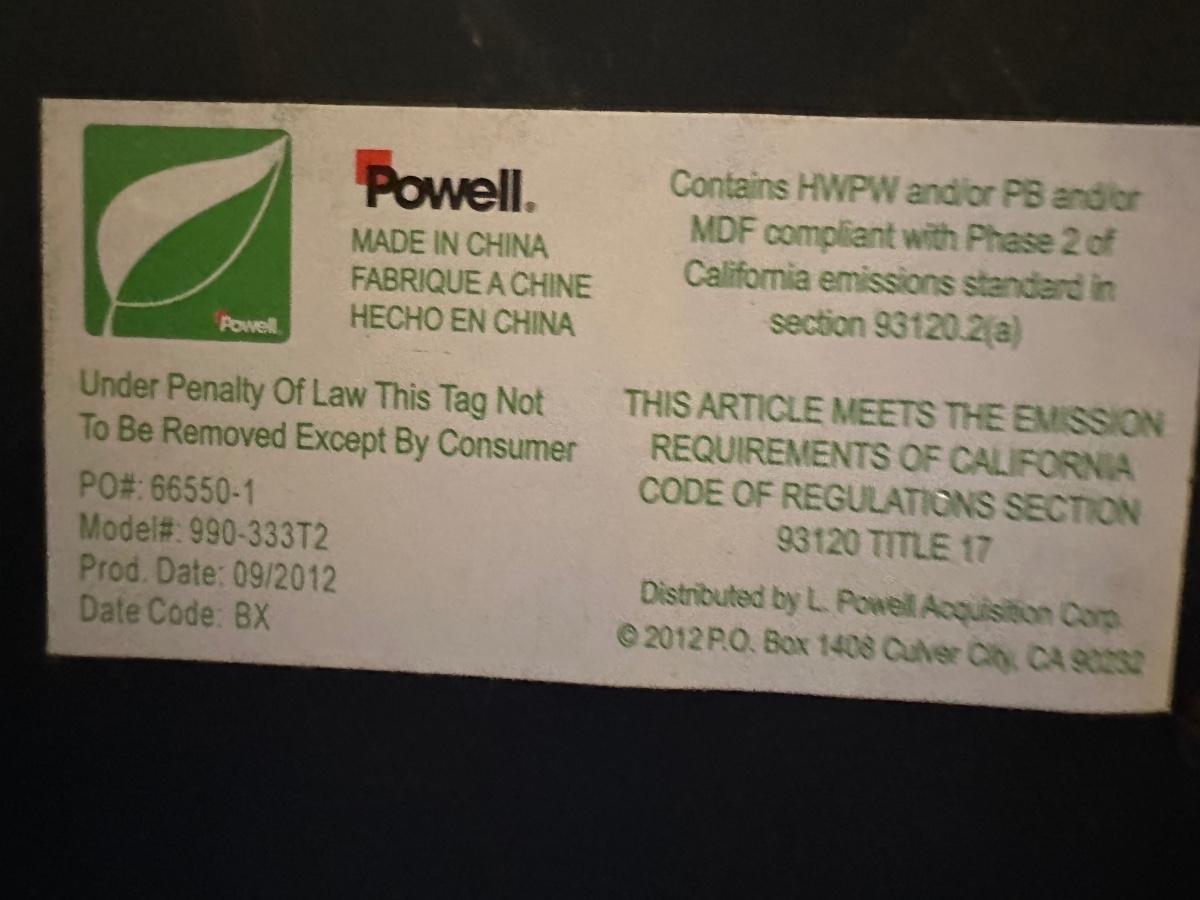 Powell®
MADE IN CHINA
FABRIQUE A CHINE
HECHO EN CHINA
Powell
Under Penalty Of Law This Tag Not
To Be Removed Except By Consumer
PO#: 66550-1
Model#: 990-333T2
Prod. Date: 09/2012
Date Code: BX
Contains HWPW and/or PB and/or
MDF compliant with Phase 2 of
California emissions standard in
section 93120.2(a)
THIS ARTICLE MEETS THE EMISSION
REQUIREMENTS OF CALIFORNIA
CODE OF REGULATIONS SECTION
93120 TITLE 17
Distributed by L. Powell Acquisition Corp.
© 2012 P.O. Box 1408 Culver City, CA 90232